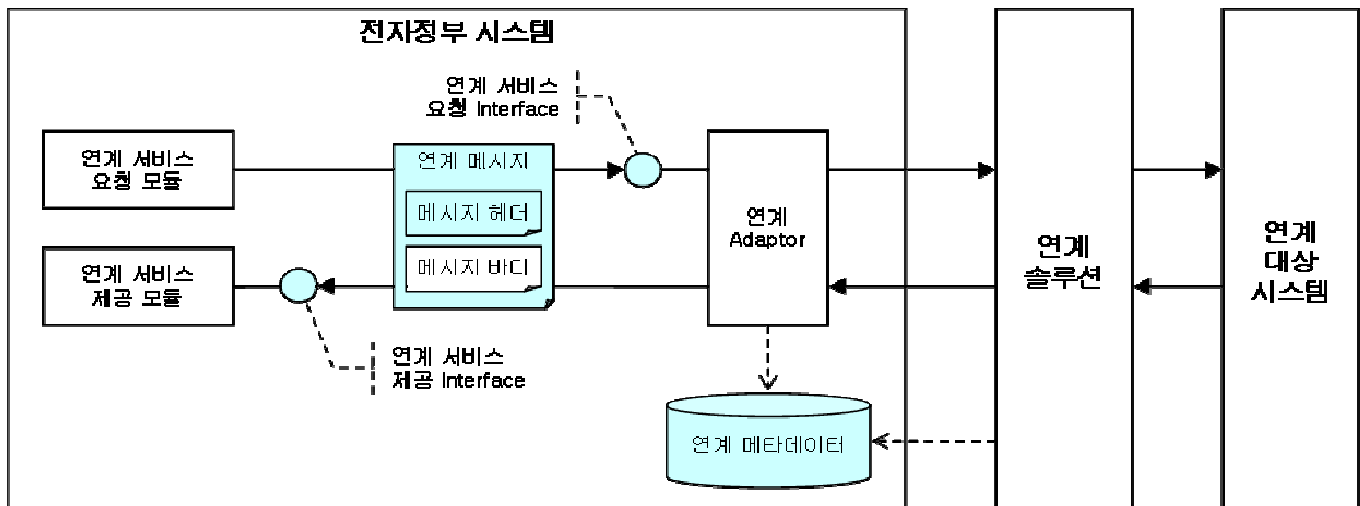 전자정부 시스템
연계 서비스
요청 Interface
연계 서비스
요청 모듈
연계 메시지
메시지 헤더
메시지 바디
연계
Adaptor
연계
솔루션
연계
대상
시스템
연계 서비스
제공 모듈
연계 서비스
제공 Interface
연계 메타데이터